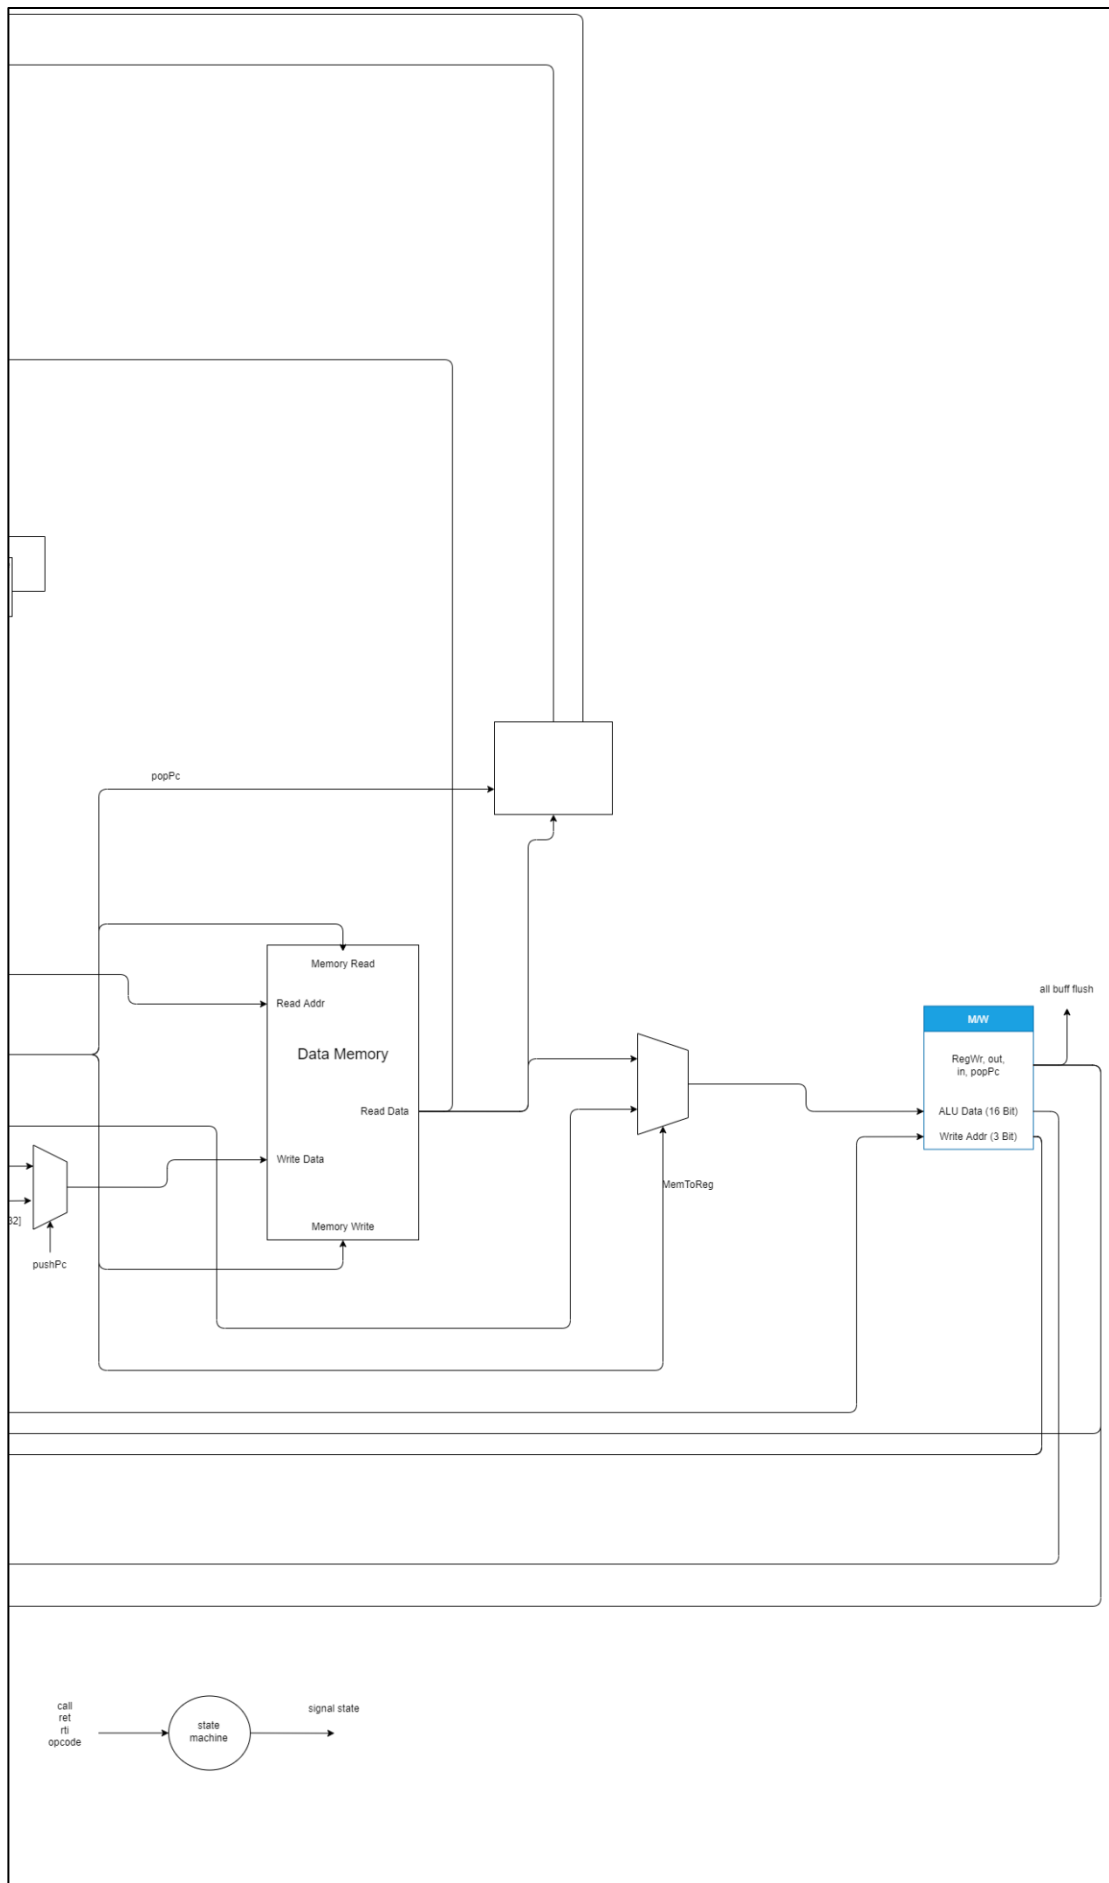 popPc
Memory Read
Read Addr
Data Memory
Read Data
Write Data
Memory Write
32]
pushPc
MemToReg
all buff flush
M/W
RegWr, out,
in, popPc
ALU Data (16 Bit)
Write Addr (3 Bit)
call
ret
rti
opcode
state
machine
signal state